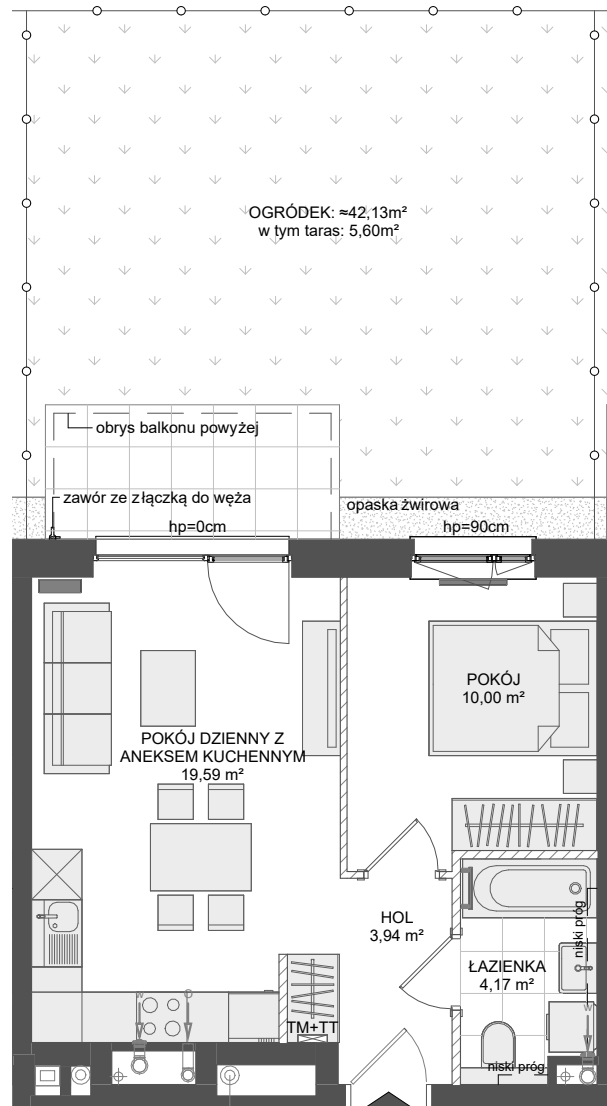 OGRÓDEK: ≈42,13m²
w tym taras: 5,60m²
obrys balkonu powyżej
zawór ze złączką do węża
opaska żwirowa
hp=0cm
hp=90cm
POKÓJ
10,00 m²
POKÓJ DZIENNY Z
ANEKSEM KUCHENNYM
19,59 m²
HOL
3,94 m²
niski próg
ŁAZIENKA
4,17 m²
TM+TT
niski próg